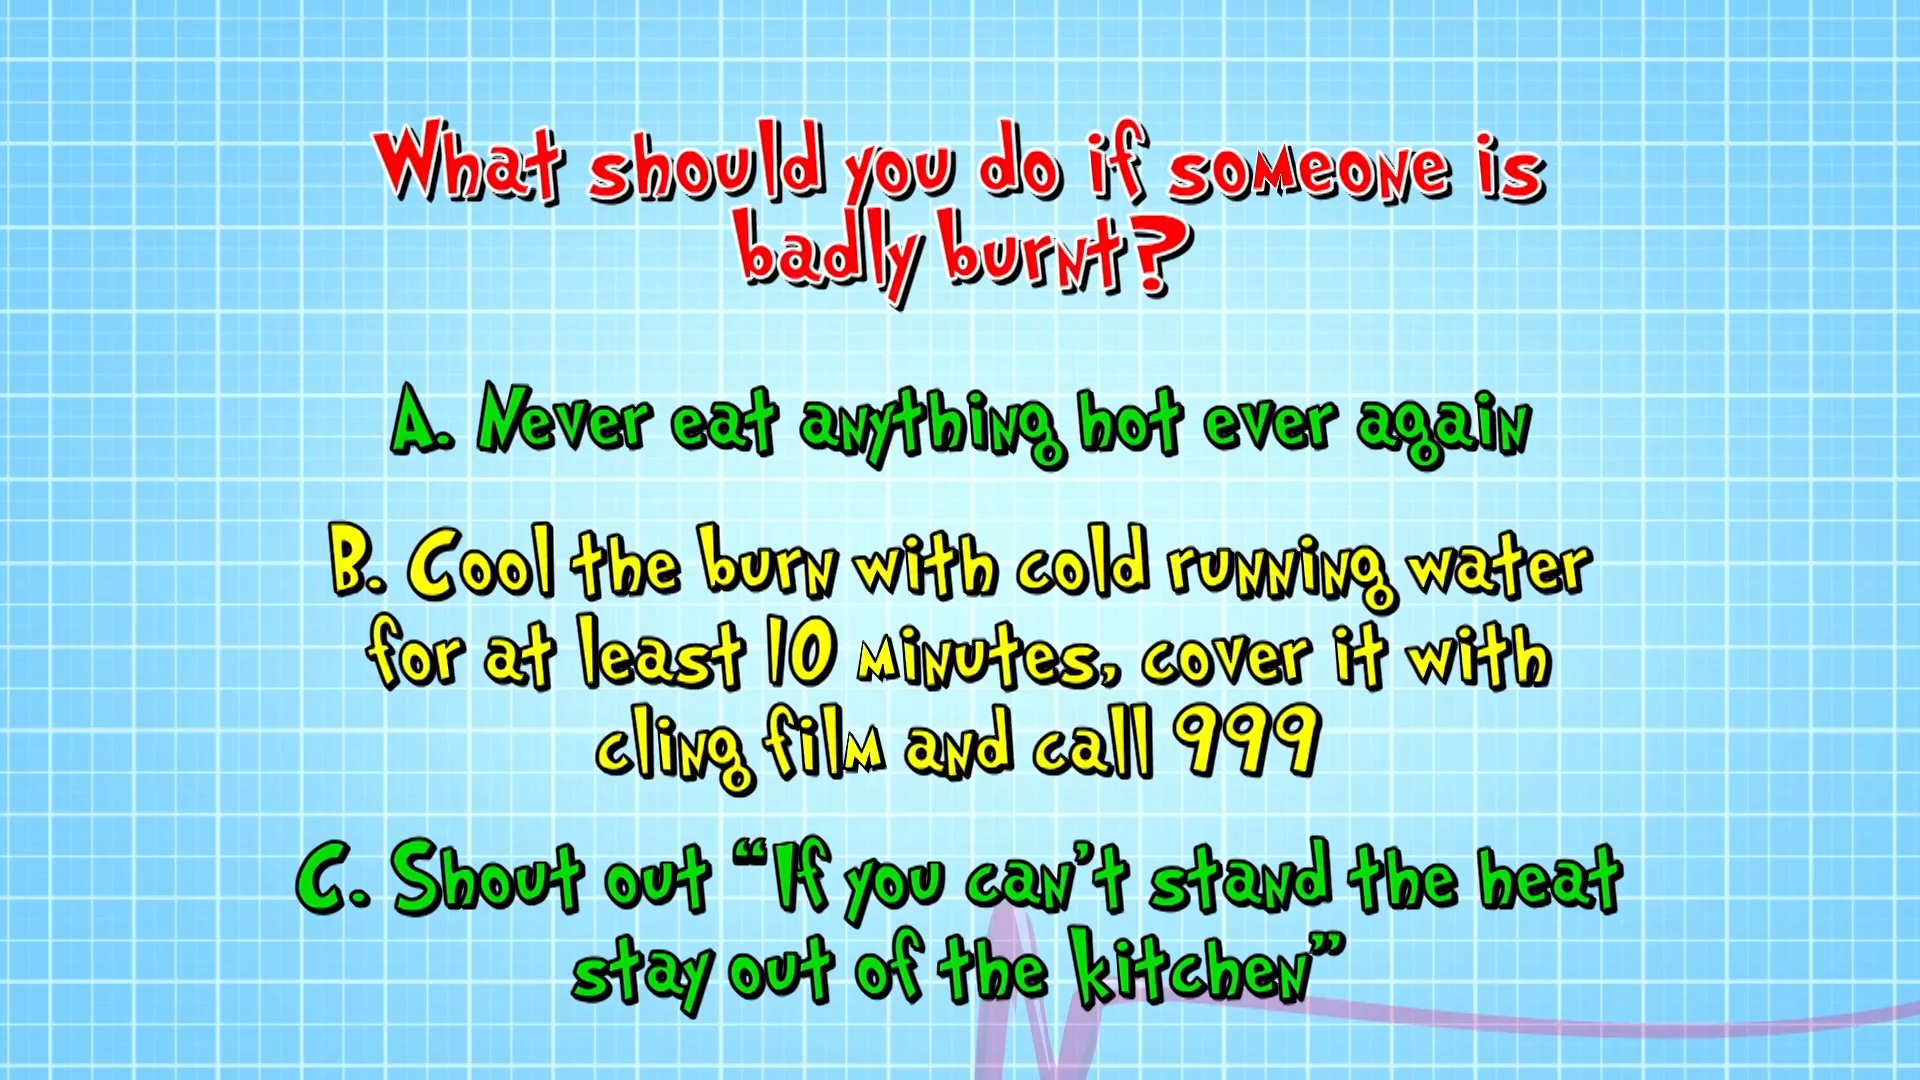 What should you do if someone is
badly burnt?
A. Never eat anything hot ever again
B. Cool the burn with cold running water
for at least 10 minutes, cover it with
cling film and call 999
C. Shout out “If you can’t stand the heat
stay out of the kitchen”